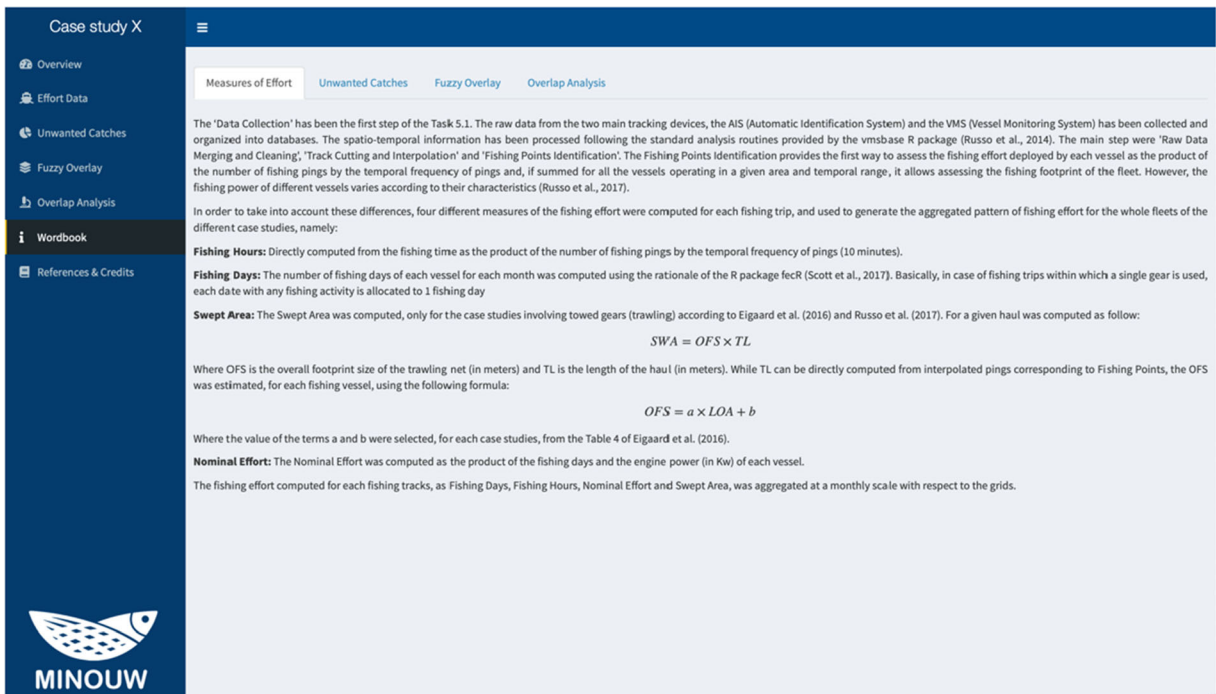 Case study X
Overview
Effort Data
Unwanted Catches
Fuzzy Overlay
Overlap Analysis
Wordbook
References & Credits
MINOUW
Measures of Effort
Unwanted Catches
Fuzzy Overlay
Overlap Analysis
The 'Data Collection' has been the first step of the Task 5.1. The raw data from the two main tracking devices, the AIS (Automatic Identification System) and the VMS (Vessel Monitoring System) has been collected and
organized into databases. The spatio-temporal information has been processed following the standard analysis routines provided by the vmsbase R package (Russo et al., 2014). The main step were 'Raw Data
Merging and Cleaning', 'Track Cutting and Interpolation' and 'Fishing Points Identification'. The Fishing Points Identification provides the first way to assess the fishing effort deployed by each vessel as the product of
the number of fishing pings by the temporal frequency of pings and, if summed for all the vessels operating in a given area and temporal range, it allows assessing the fishing footprint of the fleet. However, the
fishing power of different vessels varies according to their characteristics (Russo et al., 2017).
In order to take into account these differences, four different measures of the fishing effort were computed for each fishing trip, and used to generate the aggregated pattern of fishing effort for the whole fleets of the
different case studies, namely:
Fishing Hours: Directly computed from the fishing time as the product of the number of fishing pings by the temporal frequency of pings (10 minutes).
Fishing Days: The number of fishing days of each vessel for each month was computed using the rationale of the R package fecR (Scott et al., 2017). Basically, in case of fishing trips within which a single gear is used,
each date with any fishing activity is allocated to 1 fishing day
Swept Area: The Swept Area was computed, only for the case studies involving towed gears (trawling) according to Eigaard et al. (2016) and Russo et al. (2017). For a given haul was computed as follow:
SWA = OFS × TL
Where OFS is the overall footprint size of the trawling net (in meters) and TL is the length of the haul (in meters). While TL can be directly computed from interpolated pings corresponding to Fishing Points, the OFS
was estimated, for each fishing vessel, using the following formula:
OFS = a × LOA + b
Where the value of the terms a and b were selected, for each case studies, from the Table 4 of Eigaard et al. (2016).
Nominal Effort: The Nominal Effort was computed as the product of the fishing days and the engine power (in Kw) of each vessel.
The fishing effort computed for each fishing tracks, as Fishing Days, Fishing Hours, Nominal Effort and Swept Area, was aggregated at a monthly scale with respect to the grids.